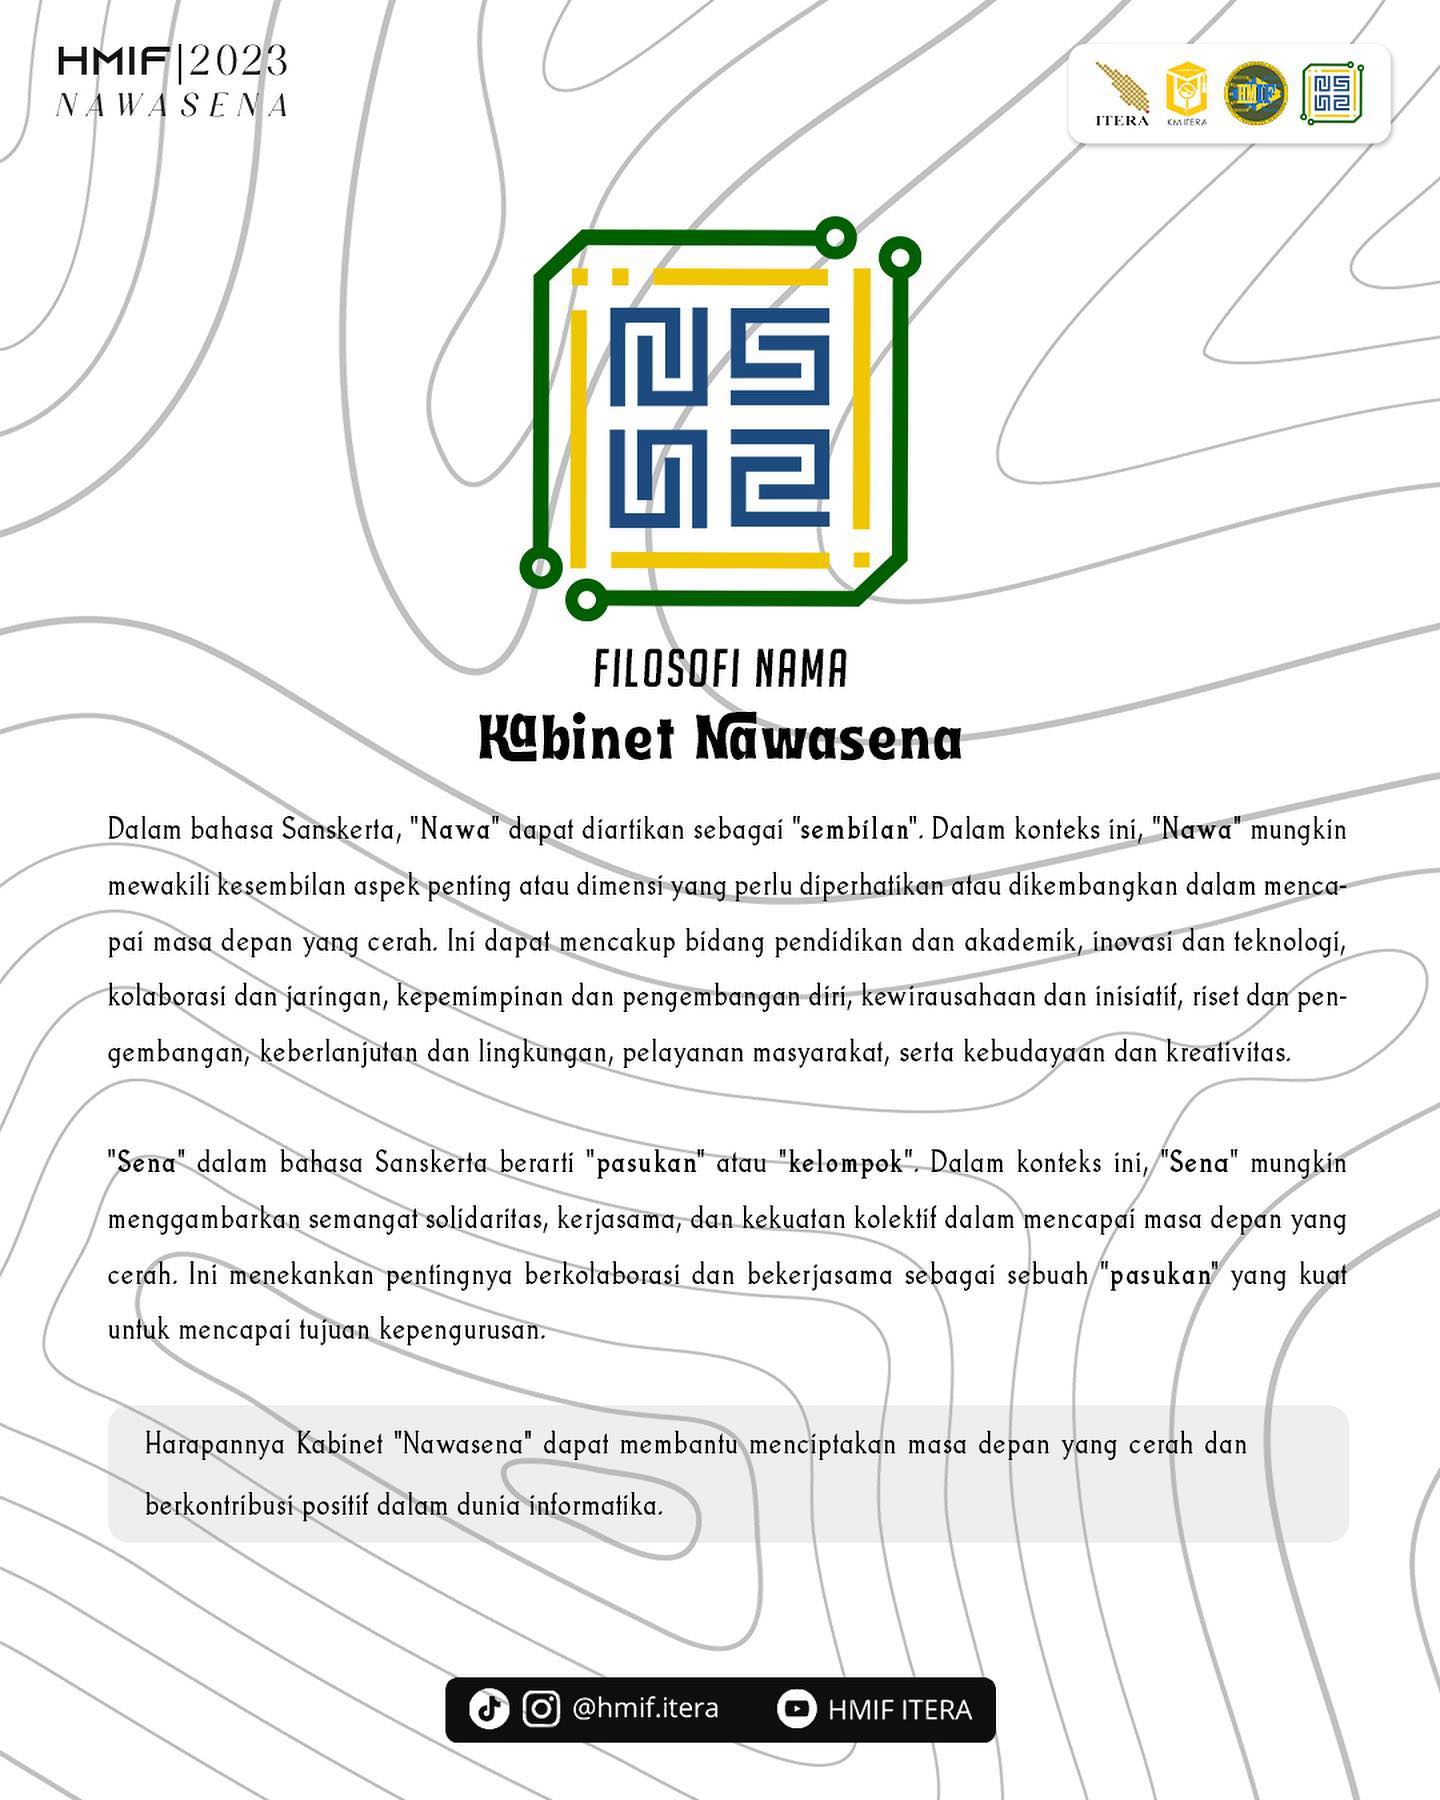 HMIF|2023
NAWASENA
ITERA
KM ITERA
HMIF
FILOSOFI NAMA
Kabinet Nawasena
Dalam bahasa Sanskerta, "Nawa" dapat diartikan sebagai "sembilan". Dalam konteks ini, "Nawa" mungkin
mewakili kesembilan aspek penting atau dimensi yang perlu diperhatikan atau dikembangkan dalam menca-
pai masa depan yang cerah. Ini dapat mencakup bidang pendidikan dan akademik, inovasi dan teknologi,
kolaborasi dan jaringan, kepemimpinan dan pengembangan diri, kewirausahaan dan inisiatif, riset dan pen-
gembangan, keberlanjutan dan lingkungan, pelayanan masyarakat, serta kebudayaan dan kreativitas.
"Sena" dalam bahasa Sanskerta berarti "pasukan" atau "kelompok". Dalam konteks ini, "Sena" mungkin
menggambarkan semangat solidaritas, kerjasama, dan kekuatan kolektif dalam mencapai masa depan yang
cerah. Ini menekankan pentingnya berkolaborasi dan bekerjasama sebagai sebuah "pasukan" yang kuat
untuk mencapai tujuan kepengurusan.
Harapannya Kabinet "Nawasena" dapat membantu menciptakan masa depan yang cerah dan
berkontribusi positif dalam dunia informatika.
@hmif.itera HMIF ITERA